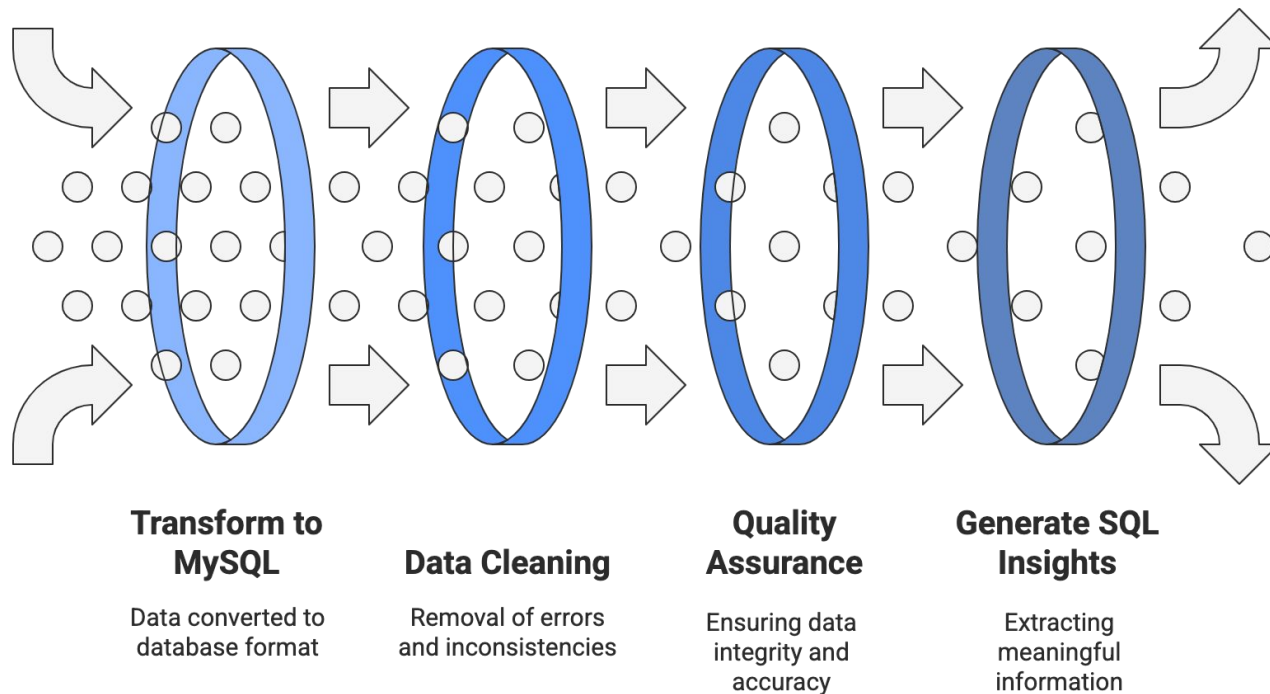 Transform to
MySQL
Data converted to
database format
Data Cleaning
Removal of errors
and inconsistencies
Quality
Assurance
Ensuring data
integrity and
accuracy
Generate SQL
Insights
Extracting
meaningful
information